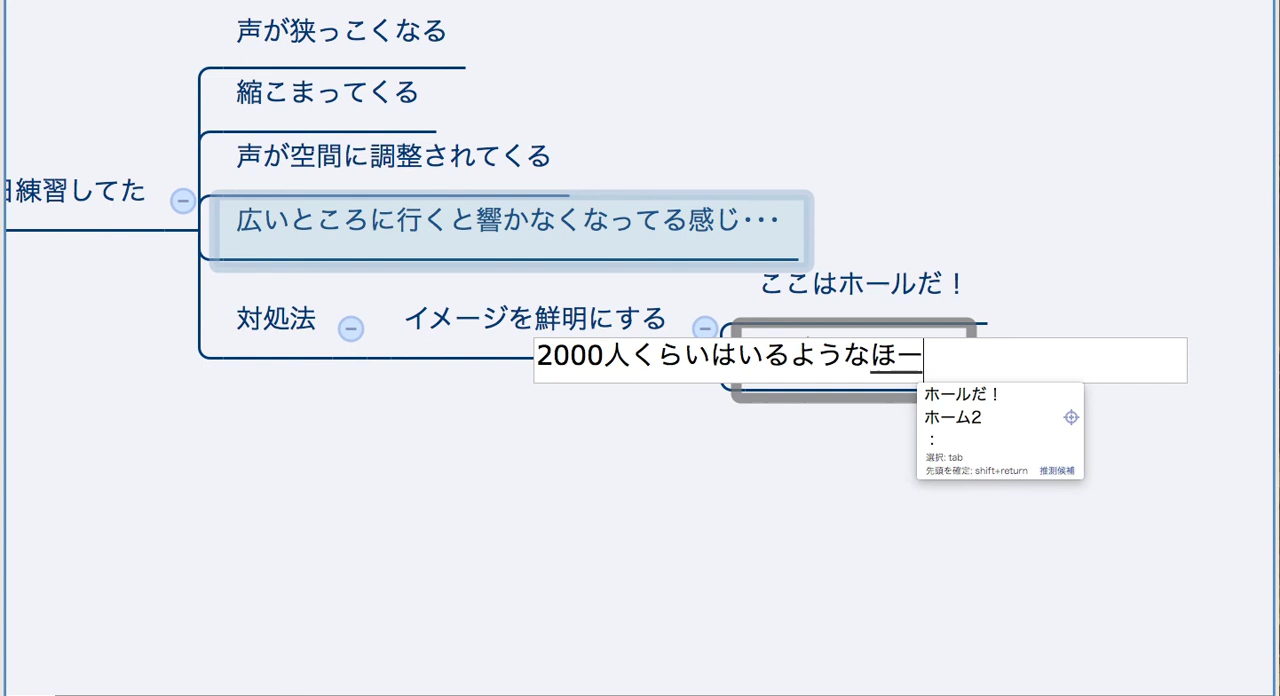 声が狭っこくなる
縮こまってくる
声が空間に調整されてくる
練習してた
広いところに行くと響かなくなってる感じ･･･
ここはホールだ！
対処法
イメージを鮮明にする
2000人くらいはいるようなほー
ホールだ！
ホーム2
：
選択: tab
先頭を確定: shift+return
推測候補